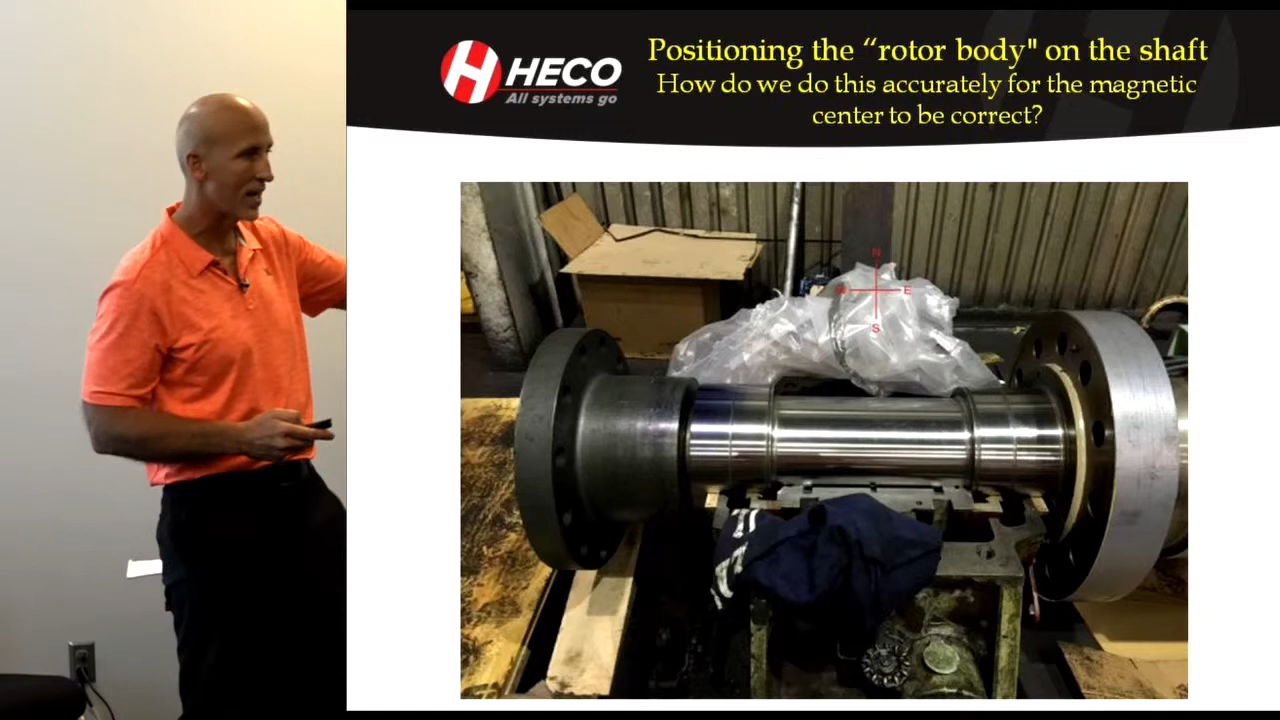 Positioning the “rotor body" on the shaft
How do we do this accurately for the magnetic
center to be correct?
H HECO
All systems go
N
E
S